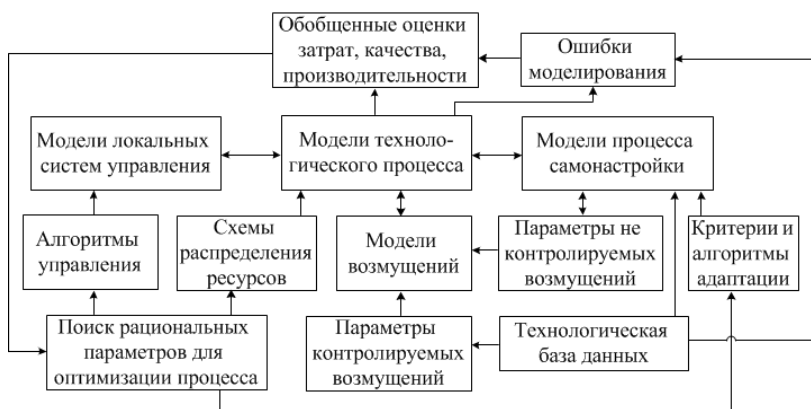 Обобщенные оценки
затрат, качества,
производительности
Ошибки
моделирования
Модели локальных
систем управления
Модели техноло-
гического процесса
Модели процесса
самонастройки
Алгоритмы
управления
Схемы
распределения
ресурсов
Модели
возмущений
Параметры не
контролируемых
возмущений
Критерии и
алгоритмы
адаптации
Поиск рациональных
параметров для
оптимизации процесса
Параметры
контролируемых
возмущений
Технологическая
база данных